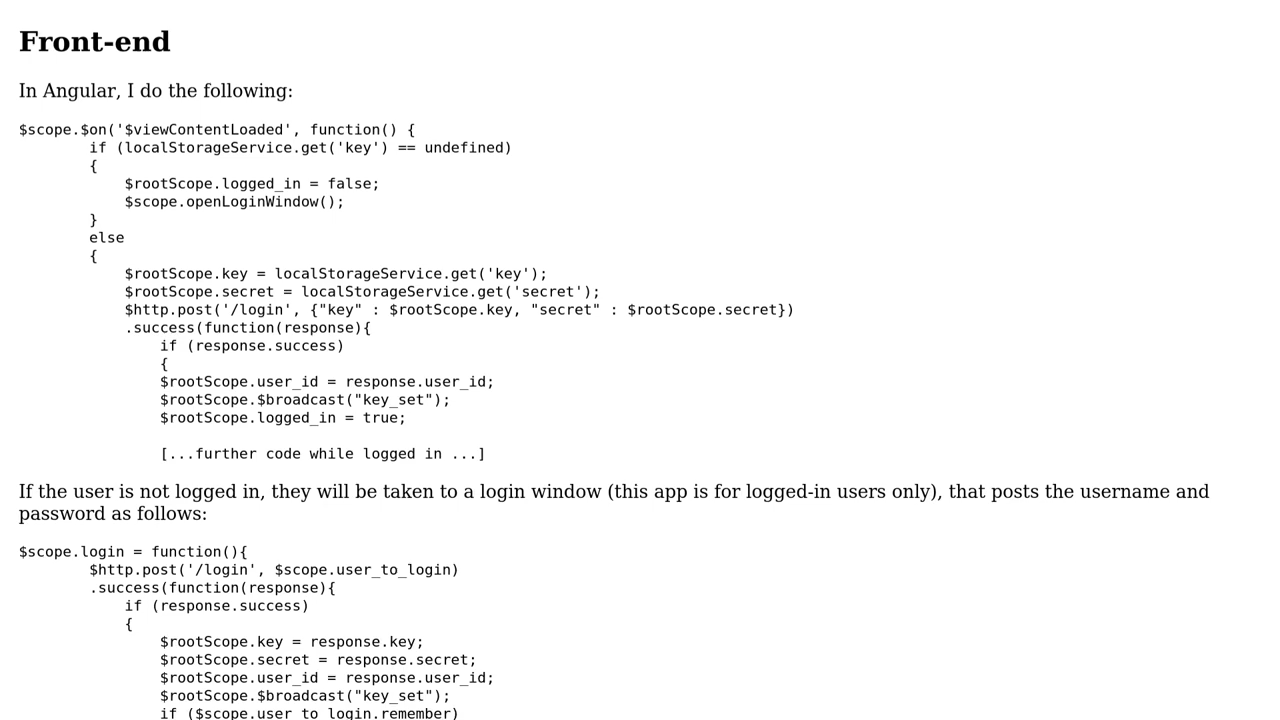 Front-end
In Angular, I do the following:
$scope.$on('$viewContentLoaded', function() {
        if (localStorageService.get('key') == undefined)
        {
            $rootScope.logged_in = false;
            $scope.openLoginWindow();
        }
        else
        {
            $rootScope.key = localStorageService.get('key');
            $rootScope.secret = localStorageService.get('secret');
            $http.post('/login', {"key" : $rootScope.key, "secret" : $rootScope.secret})
            .success(function(response){
                if (response.success)
                {
                $rootScope.user_id = response.user_id;
                $rootScope.$broadcast("key_set");
                $rootScope.logged_in = true;

                [...further code while logged in ...]
If the user is not logged in, they will be taken to a login window (this app is for logged-in users only), that posts the username and
password as follows:
$scope.login = function(){
        $http.post('/login', $scope.user_to_login)
        .success(function(response){
            if (response.success)
            {
                $rootScope.key = response.key;
                $rootScope.secret = response.secret;
                $rootScope.user_id = response.user_id;
                $rootScope.$broadcast("key_set");
                if ($scope.user_to_login.remember)